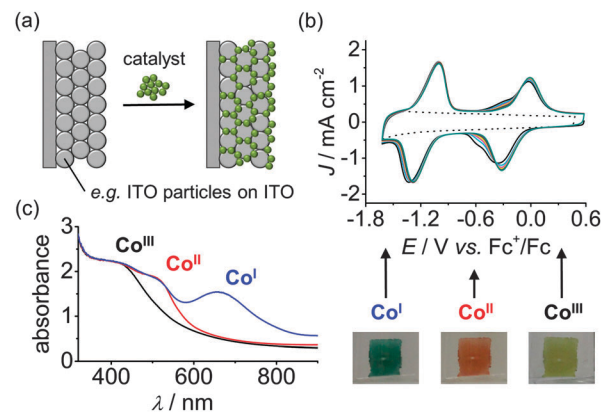 (a)
catalyst
e.g. ITO particles on ITO
(b)
J / mA cm⁻²
2
1
0
-1
-2
-1.6
-1.2
-0.6
0.0
0.6
E / V vs. Fc⁺/Fc
(c)
absorbance
3
2
1
0
Coᴵᴵᴵ
Coᴵᴵ
Coᴵ
400
600
800
λ / nm
Coᴵ
Coᴵᴵ
Coᴵᴵᴵ